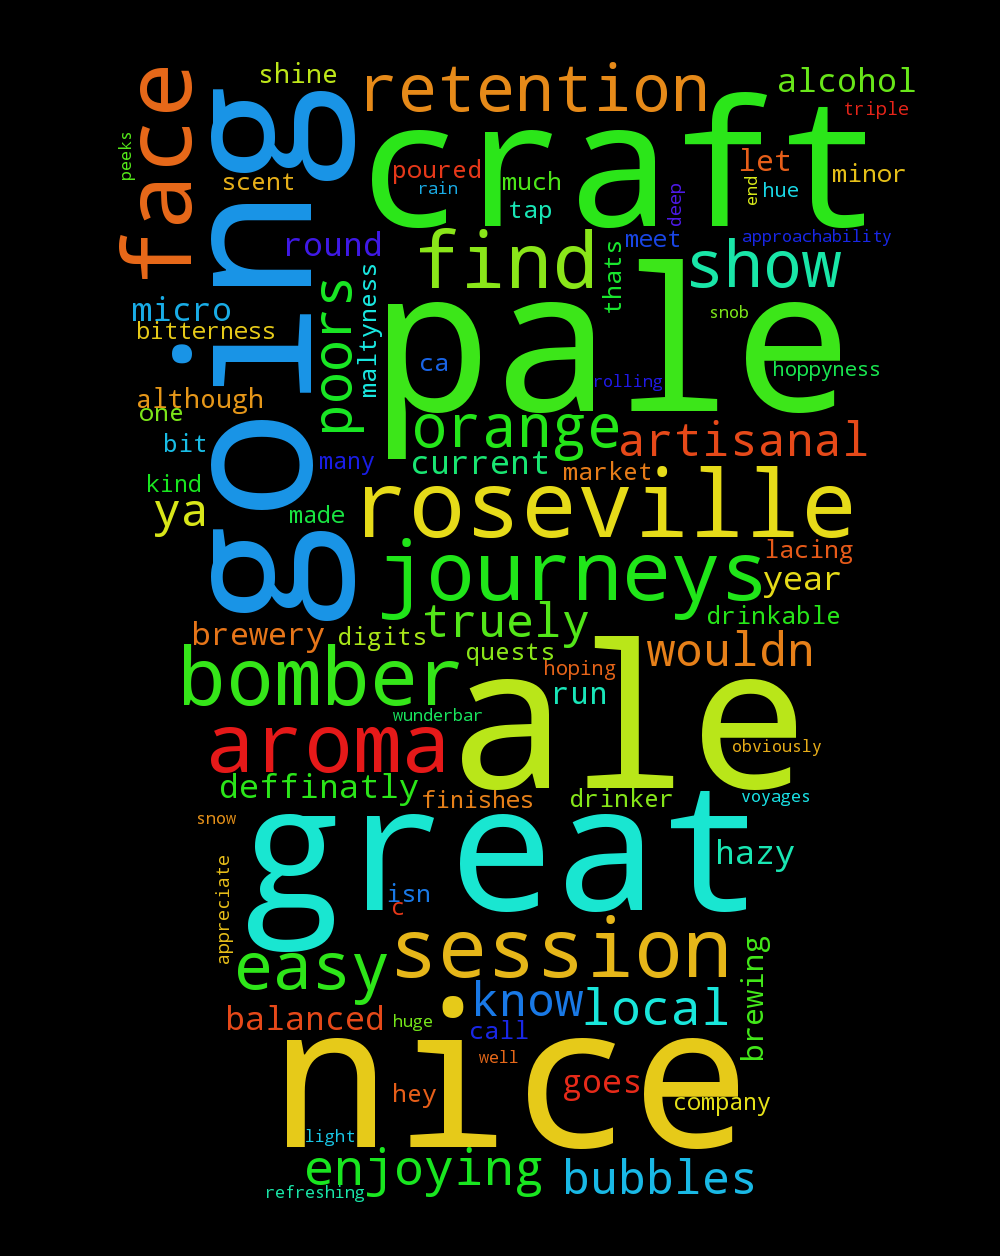 shine
retention
alcohol
triple
face
going
craft
peeks
scent
poured
rain
much
tap
let
end
hue
minor
deep
round
find
meet
approachability
show
thats
poors
maltyness
micro
bitterness
pale
snob
ca
rolling
hoppyness
although
one
orange
artisanal
bit
many
current
market
kind
ya
made
roseville
journeys
lacing
year
truely
drinkable
brewery
digits
quests
wouldn
bomber
hoping
run
ale
wunderbar
aroma
obviously
deffinatly
finishes
drinker
voyages
snow
great
hazy
appreciate
isn
c
session
easy
brewing
know
local
balanced
huge
call
nice
well
goes
hey
company
light
enjoying
bubbles
refreshing